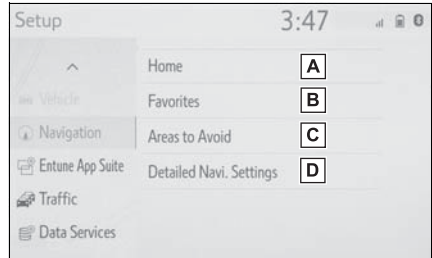 Setup 3:47
Home A
Vehicle
Favorites B
Navigation
Areas to Avoid C
Entune App Suite
Detailed Navi. Settings D
Traffic
Data Services